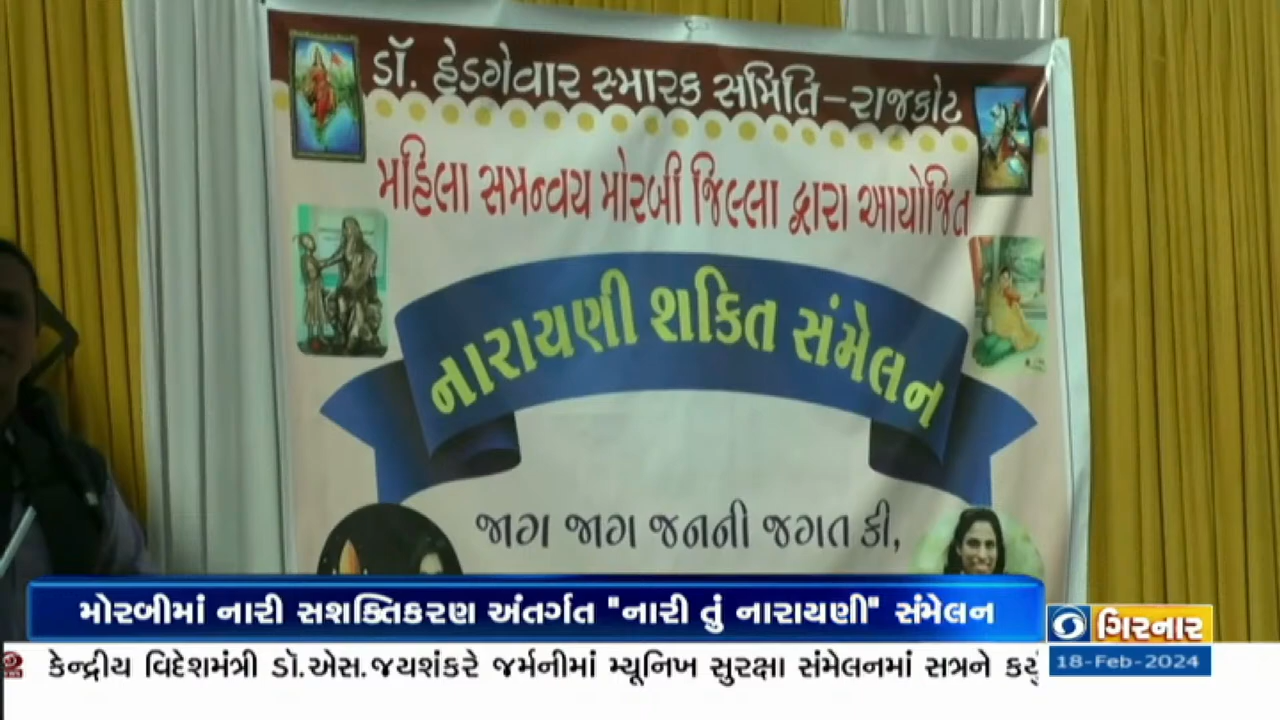 ડૉ. હેડગેવાર સ્મારક સમિતિ-રાજકોટ
મહિલા સમન્વય મોરબી જિલ્લા દ્વારા આયોજિત
નારાયણી શકિત સંમેલન
જાગ જાગ જનની જગત કી,
મોરબીમાં નારી સશક્તિકરણ અંતર્ગત "નારી તું નારાયણી" સંમેલન
ગિરનાર
18-Feb-2024
કેન્દ્રીય વિદેશમંત્રી ડૉ.એસ.જયશંકરે જર્મનીમાં મ્યૂનિખ સુરક્ષા સંમેલનમાં સત્રને